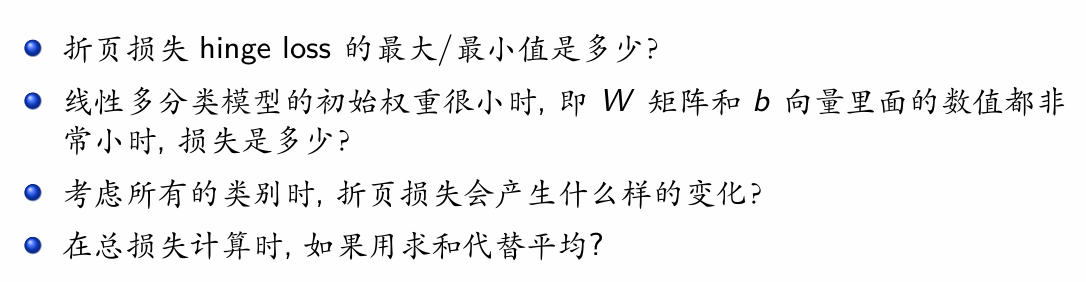 折页损失 hinge loss 的最大/最小值是多少?
线性多分类模型的初始权重很小时, 即 W 矩阵和 b 向量里面的数值都非
常小时, 损失是多少?
考虑所有的类别时, 折页损失会产生什么样的变化?
在总损失计算时, 如果用求和代替平均?